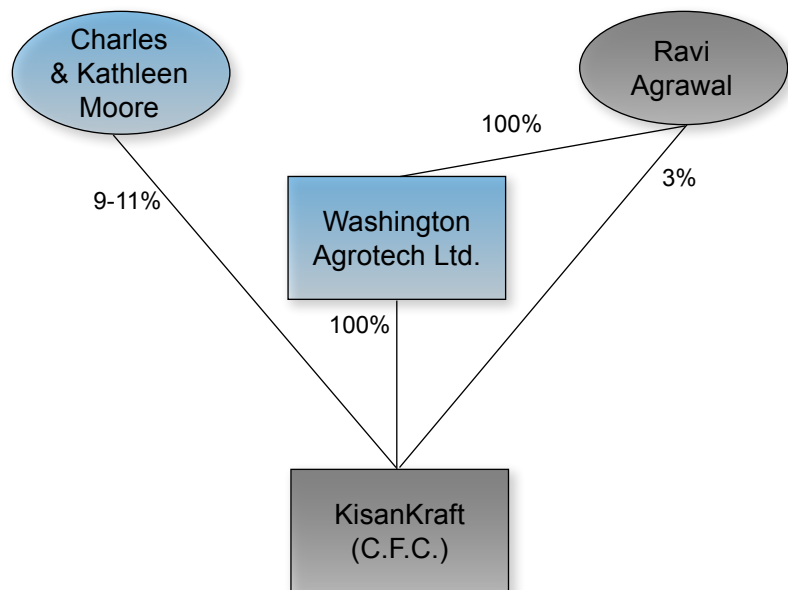 Charles
& Kathleen
Moore
Ravi
Agrawal
100%
9-11%
3%
Washington
Agrotech Ltd.
100%
KisanKraft
(C.F.C.)